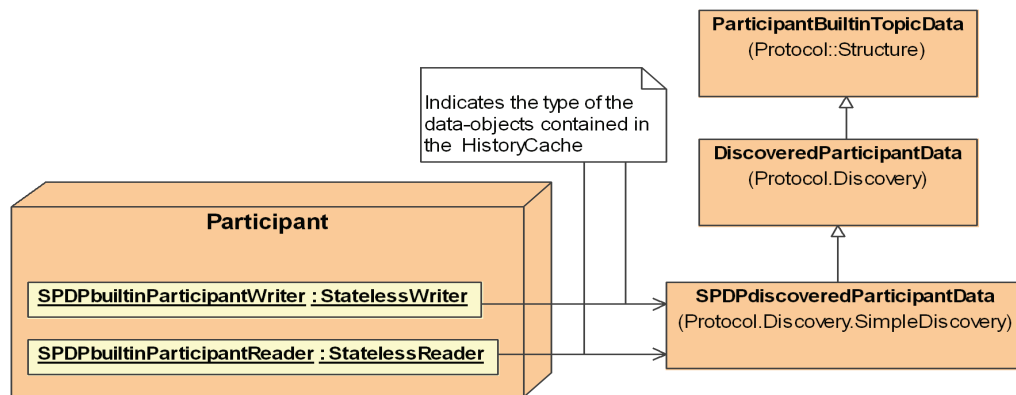 ParticipantBuiltinTopicData
(Protocol::Structure)
Indicates the type of the
data-objects contained in
the HistoryCache
DiscoveredParticipantData
(Protocol.Discovery)
Participant
SPDPbuiltinParticipantWriter : StatelessWriter
SPDPdiscoveredParticipantData
(Protocol.Discovery.SimpleDiscovery)
SPDPbuiltinParticipantReader : StatelessReader